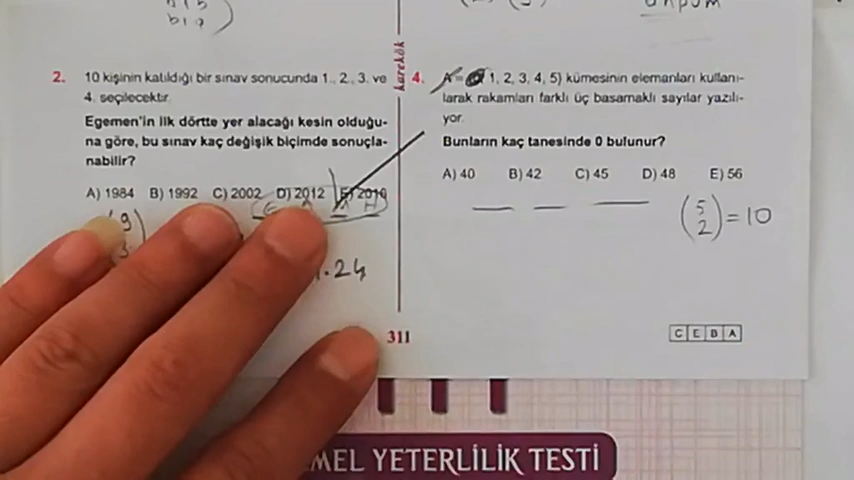 b i g
2. 10 kişinin katıldığı bir sınav sonucunda 1., 2., 3. ve
4. seçilecektir.
Egemen'in ilk dörtte yer alacağı kesin olduğu-
na göre, bu sınav kaç değişik biçimde sonuçla-
nabilir?
A) 1984 B) 1992 C) 2002 D) 2012 E) 2016
9
3
.24
karekök
311
4. A = 1, 2, 3, 4, 5} kümesinin elemanları kullanı-
larak rakamları farklı üç basamaklı sayılar yazılı-
yor.
Bunların kaç tanesinde 0 bulunur?
A) 40 B) 42 C) 45 D) 48 E) 56
(5 2) = 10
C E B A
MEL YETERLİLİK TESTİ